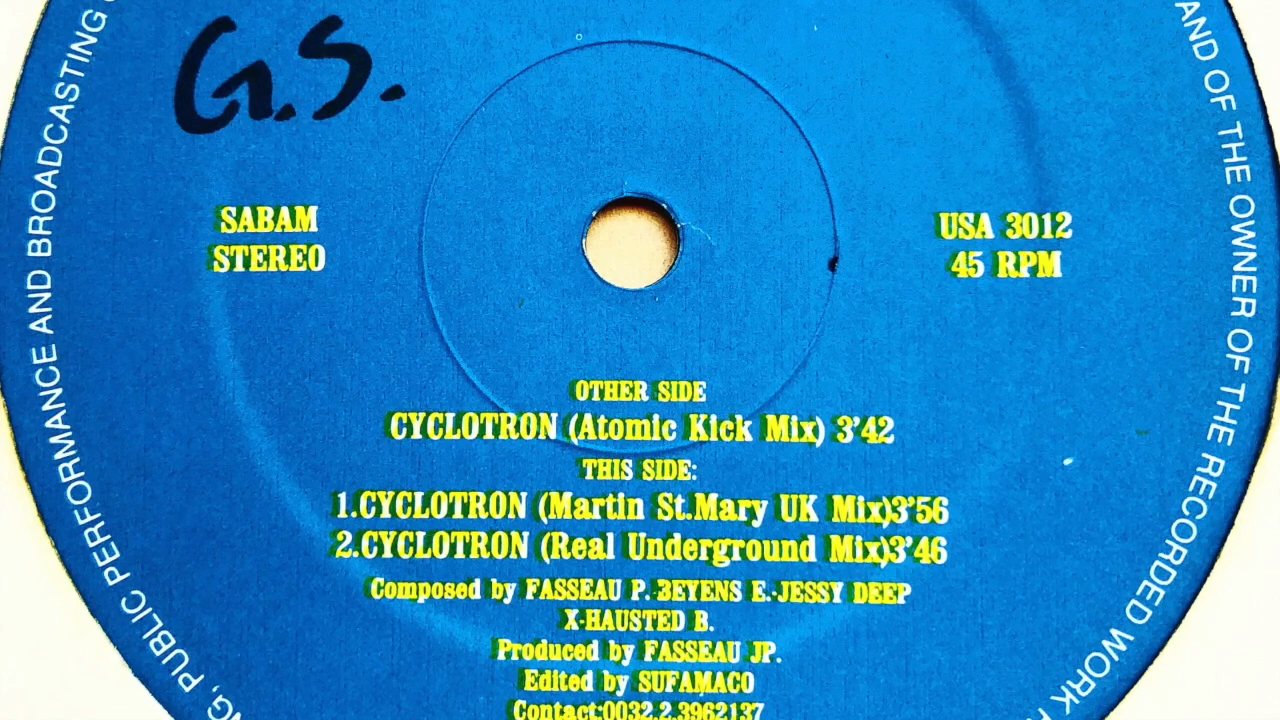 G.S.
SABAM
STEREO
USA 3012
45 RPM
OTHER SIDE
CYCLOTRON (Atomic Kick Mix) 3'42
THIS SIDE:
1.CYCLOTRON (Martin St.Mary UK Mix)3'56
2.CYCLOTRON (Real Underground Mix)3'46
Composed by FASSEAU P.-BEYENS E.-JESSY DEEP
X-HAUSTED B.
Produced by FASSEAU JP.
Edited by SUFAMACO
Contact:0032.2.3962137
NG, PUBLIC PERFORMANCE AND BROADCASTING
AND OF THE OWNER OF THE RECORDED WORK